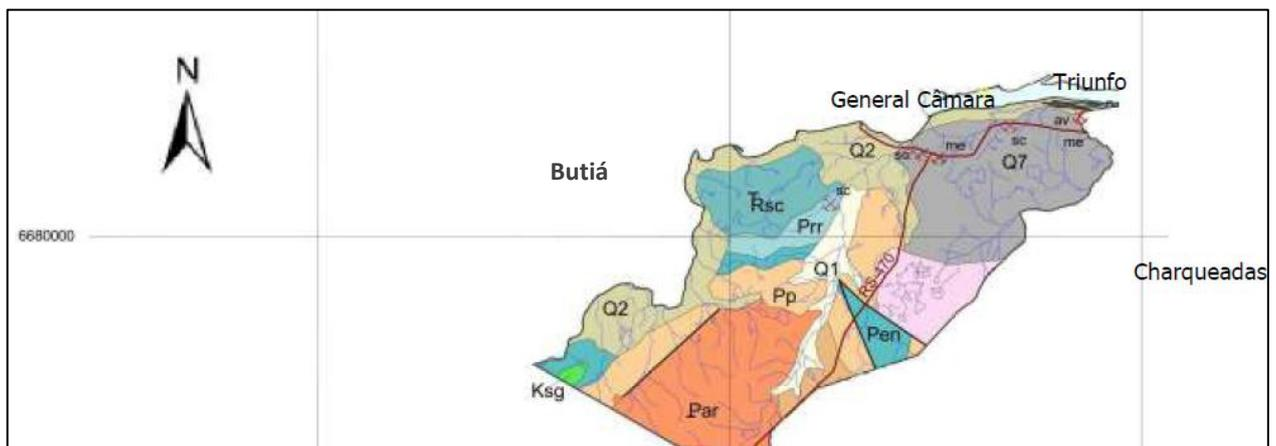 N
Triunfo
General Câmara
av
me
sc
me
Q2
sc
Q7
Butiá
sc
Rsc
Prr
6680000
Q1
RS-470
Charqueadas
Pp
Q2
Pen
Ksg
Par